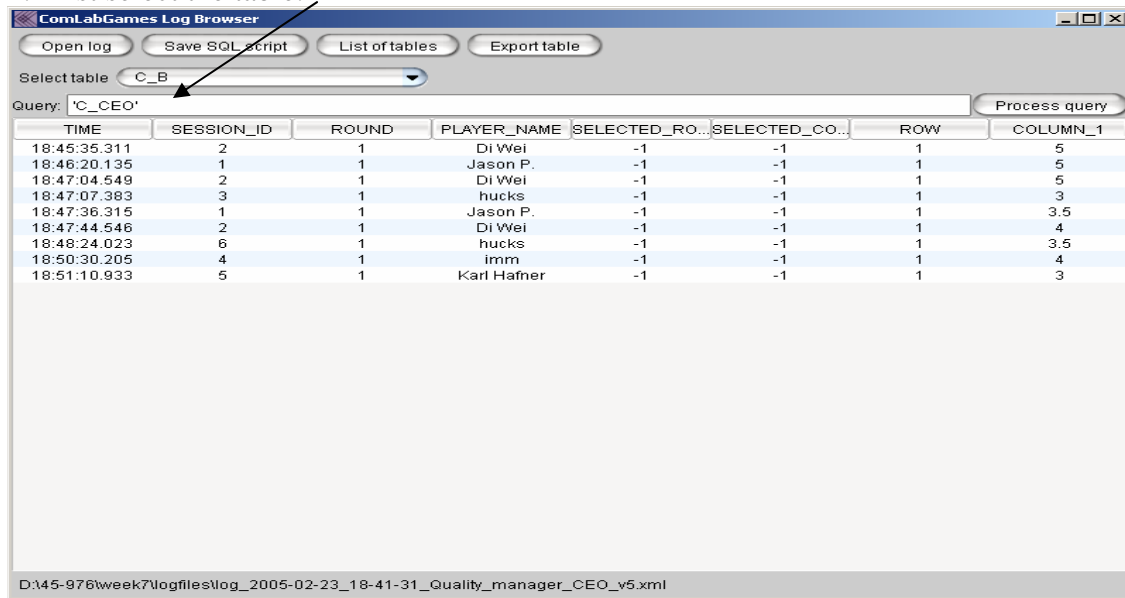 ComLabGames Log Browser
Open log Save SQL script List of tables Export table
Select table C_B
Query: 'C_CEO' Process query
TIME SESSION_ID ROUND PLAYER_NAME SELECTED_RO... SELECTED_CO... ROW COLUMN_1
18:45:35.311 2 1 Di Wei -1 -1 1 5
18:46:20.135 1 1 Jason P. -1 -1 1 5
18:47:04.549 2 1 Di Wei -1 -1 1 5
18:47:07.383 3 1 hucks -1 -1 1 3
18:47:36.315 1 1 Jason P. -1 -1 1 3.5
18:47:44.546 2 1 Di Wei -1 -1 1 4
18:48:24.023 6 1 hucks -1 -1 1 3.5
18:50:30.205 4 1 imm -1 -1 1 4
18:51:10.933 5 1 Karl Hafner -1 -1 1 3
D:\45-976\week7\logfiles\log_2005-02-23_18-41-31_Quality_manager_CEO_v5.xml